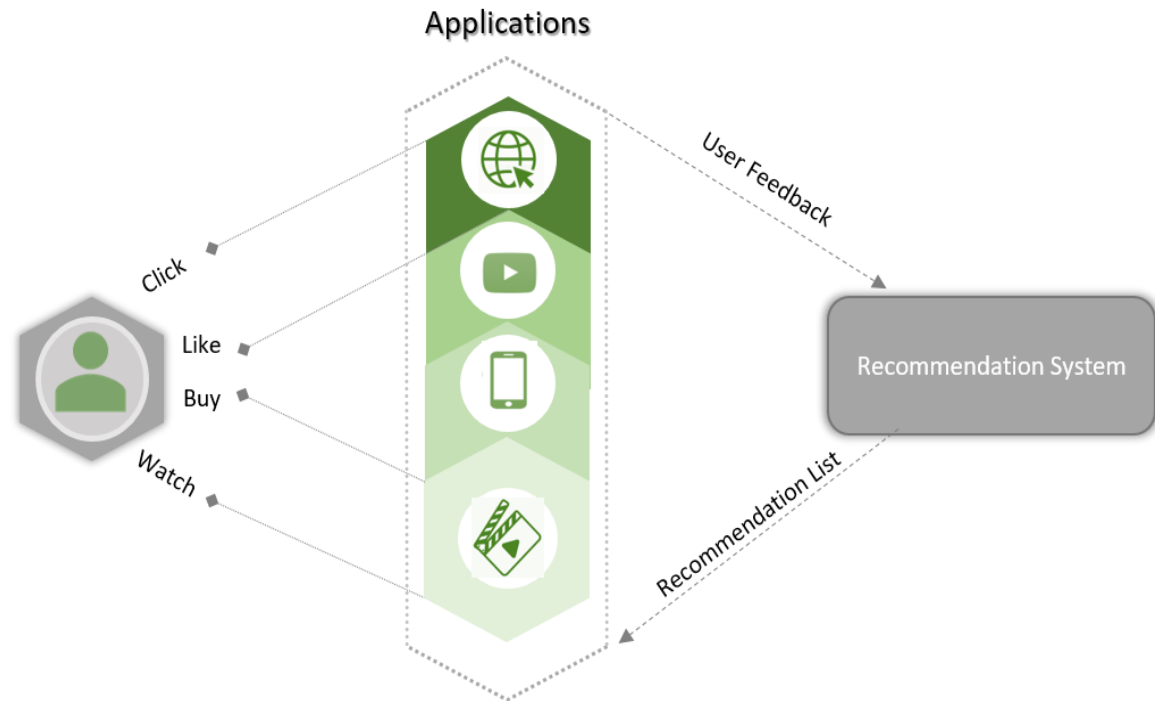 Applications
User Feedback
Click
Like
Buy
Watch
Recommendation System
Recommendation List